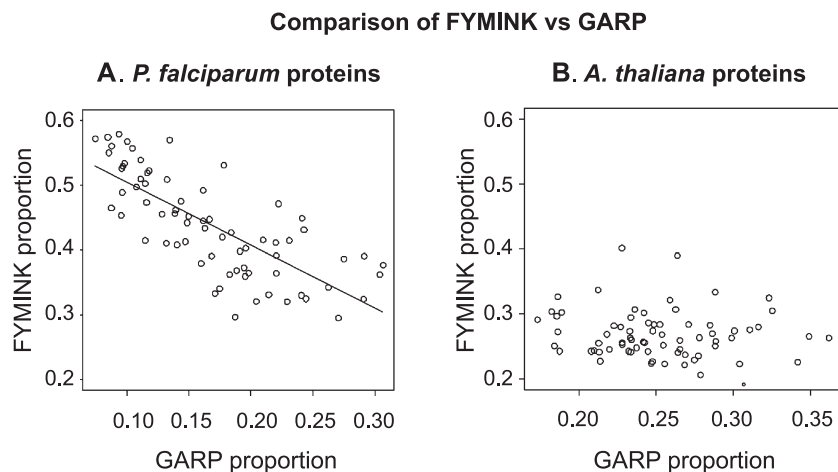 Comparison of FYMINK vs GARP
A. P. falciparum proteins
FYMINK proportion
0.6
0.5
0.4
0.3
0.2
0.10 0.15 0.20 0.25 0.30
GARP proportion
B. A. thaliana proteins
FYMINK proportion
0.6
0.5
0.4
0.3
0.2
0.20 0.25 0.30 0.35
GARP proportion